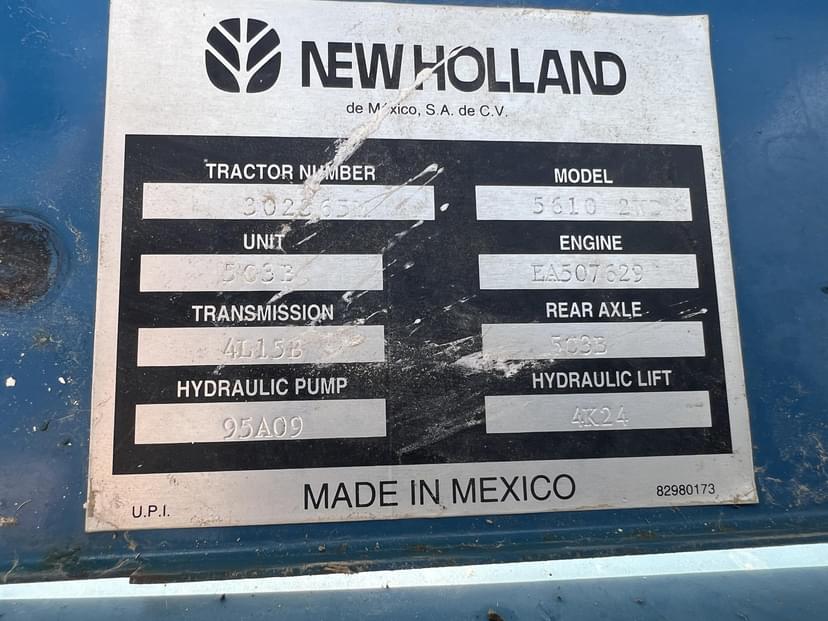 NEW HOLLAND
de México, S.A. de C.V.
TRACTOR NUMBER MODEL
5610 2WD
UNIT ENGINE
5C3B EA507629
TRANSMISSION REAR AXLE
4L15B 5C3B
HYDRAULIC PUMP HYDRAULIC LIFT
95A09 4K24
U.P.I. MADE IN MEXICO 82980173